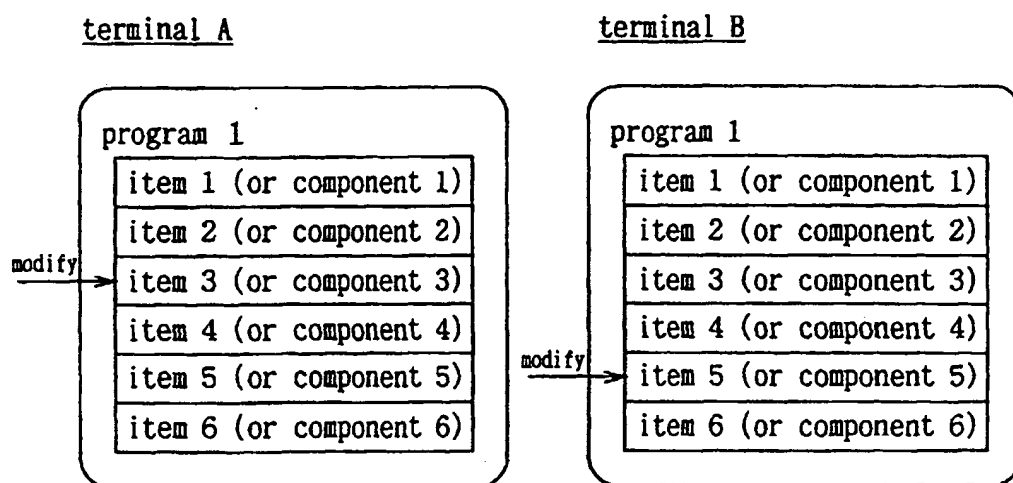 terminal A
program 1
item 1 (or component 1)
item 2 (or component 2)
modify
item 3 (or component 3)
item 4 (or component 4)
item 5 (or component 5)
item 6 (or component 6)
terminal B
program 1
item 1 (or component 1)
item 2 (or component 2)
item 3 (or component 3)
item 4 (or component 4)
modify
item 5 (or component 5)
item 6 (or component 6)